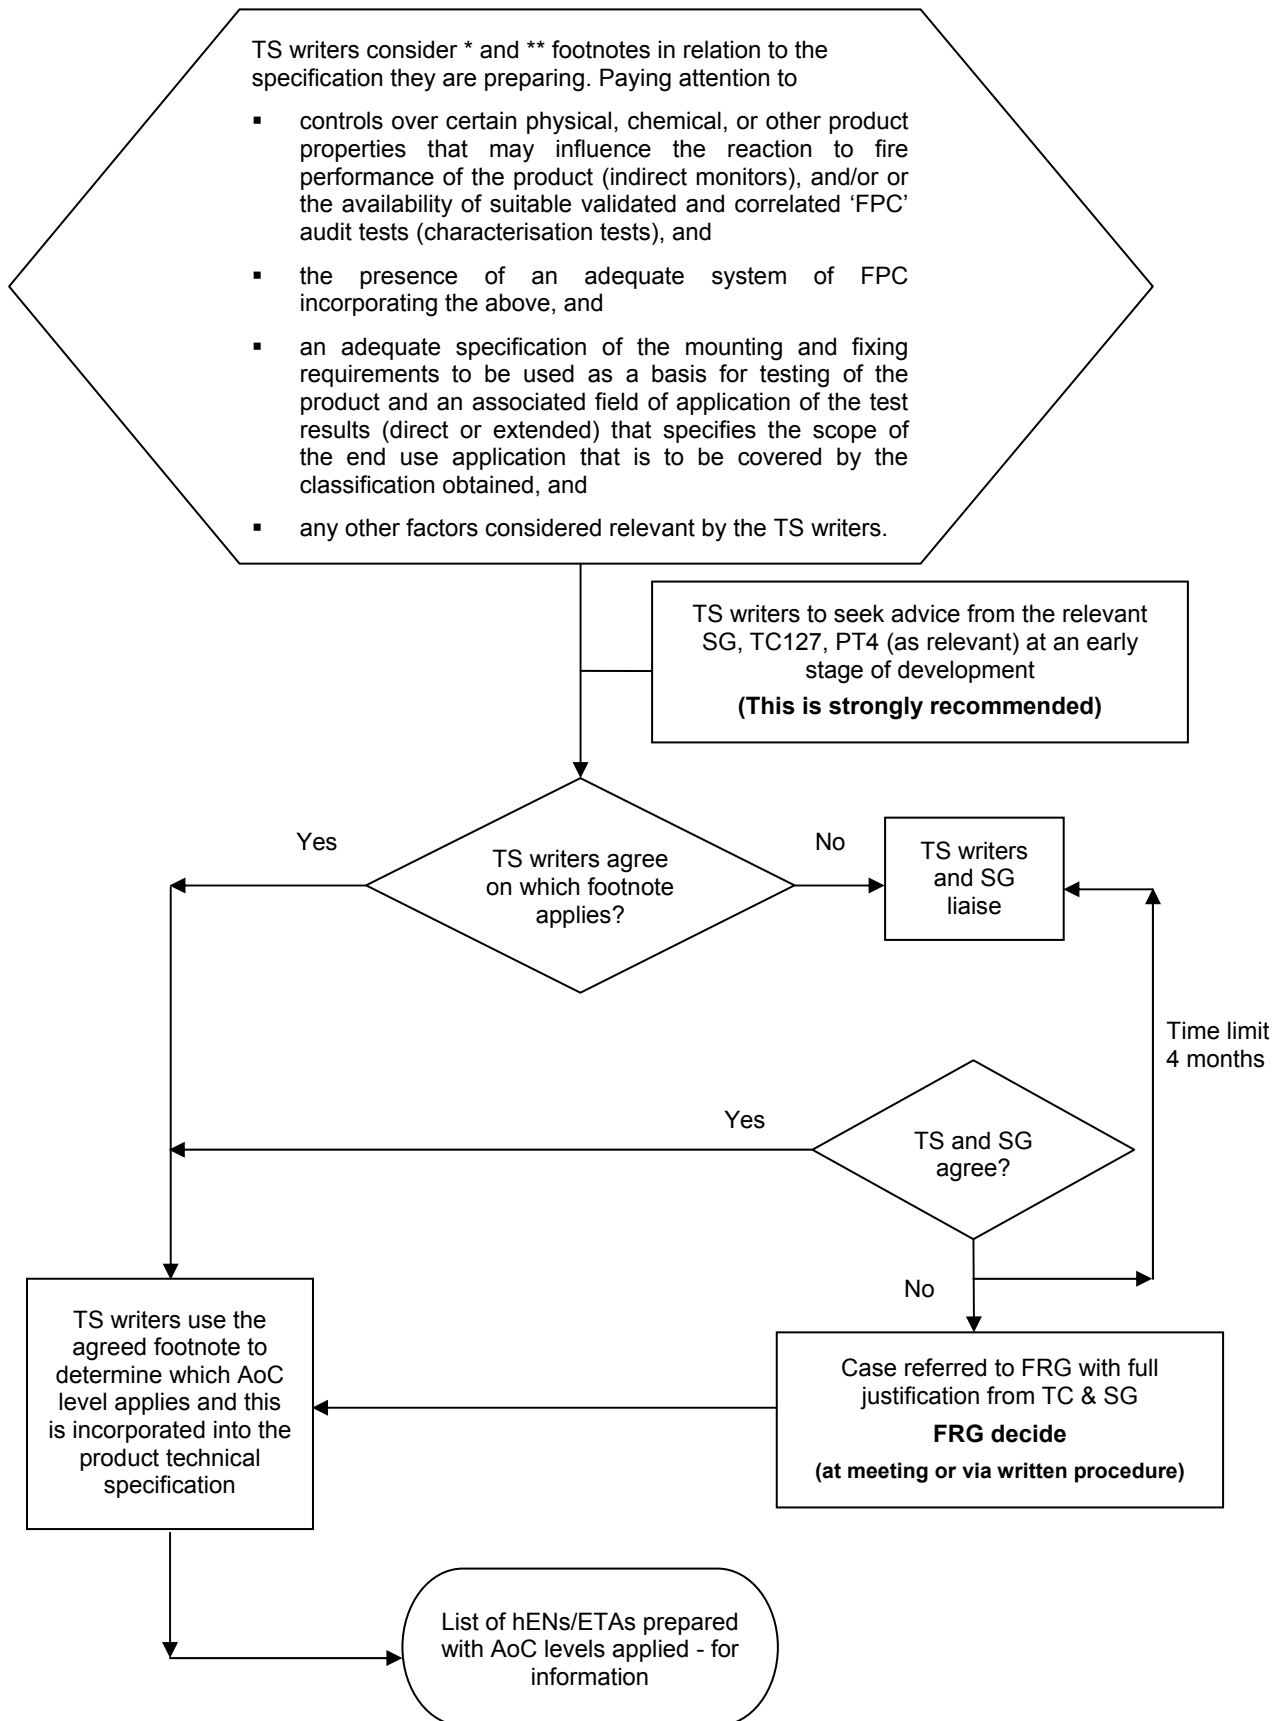 TS writers consider * and ** footnotes in relation to the
specification they are preparing. Paying attention to
▪ controls over certain physical, chemical, or other product
properties that may influence the reaction to fire
performance of the product (indirect monitors), and/or or
the availability of suitable validated and correlated ‘FPC’
audit tests (characterisation tests), and
▪ the presence of an adequate system of FPC
incorporating the above, and
▪ an adequate specification of the mounting and fixing
requirements to be used as a basis for testing of the
product and an associated field of application of the test
results (direct or extended) that specifies the scope of
the end use application that is to be covered by the
classification obtained, and
▪ any other factors considered relevant by the TS writers.
TS writers to seek advice from the relevant
SG, TC127, PT4 (as relevant) at an early
stage of development
(This is strongly recommended)
Yes
TS writers agree
on which footnote
applies?
No
TS writers
and SG
liaise
Time limit
4 months
Yes
TS and SG
agree?
No
TS writers use the
agreed footnote to
determine which AoC
level applies and this
is incorporated into the
product technical
specification
Case referred to FRG with full
justification from TC & SG
FRG decide
(at meeting or via written procedure)
List of hENs/ETAs prepared
with AoC levels applied - for
information